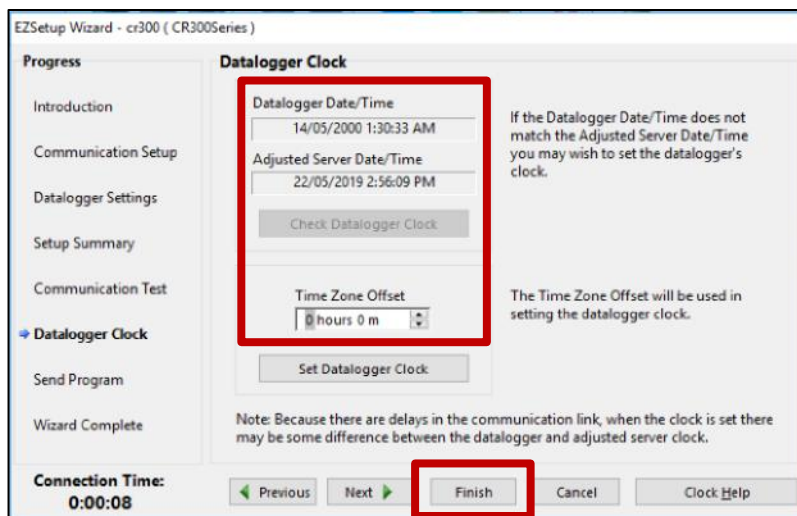 EZSetup Wizard - cr300 ( CR300Series )
Progress
Introduction
Communication Setup
Datalogger Settings
Setup Summary
Communication Test
Datalogger Clock
Send Program
Wizard Complete
Connection Time:
0:00:08
Datalogger Clock
Datalogger Date/Time
14/05/2000 1:30:33 AM
Adjusted Server Date/Time
22/05/2019 2:56:09 PM
Check Datalogger Clock
If the Datalogger Date/Time does not
match the Adjusted Server Date/Time
you may wish to set the datalogger's
clock.
Time Zone Offset
0 hours 0 m
The Time Zone Offset will be used in
setting the datalogger clock.
Set Datalogger Clock
Note: Because there are delays in the communication link, when the clock is set there
may be some difference between the datalogger and adjusted server clock.
Previous
Next
Finish
Cancel
Clock Help